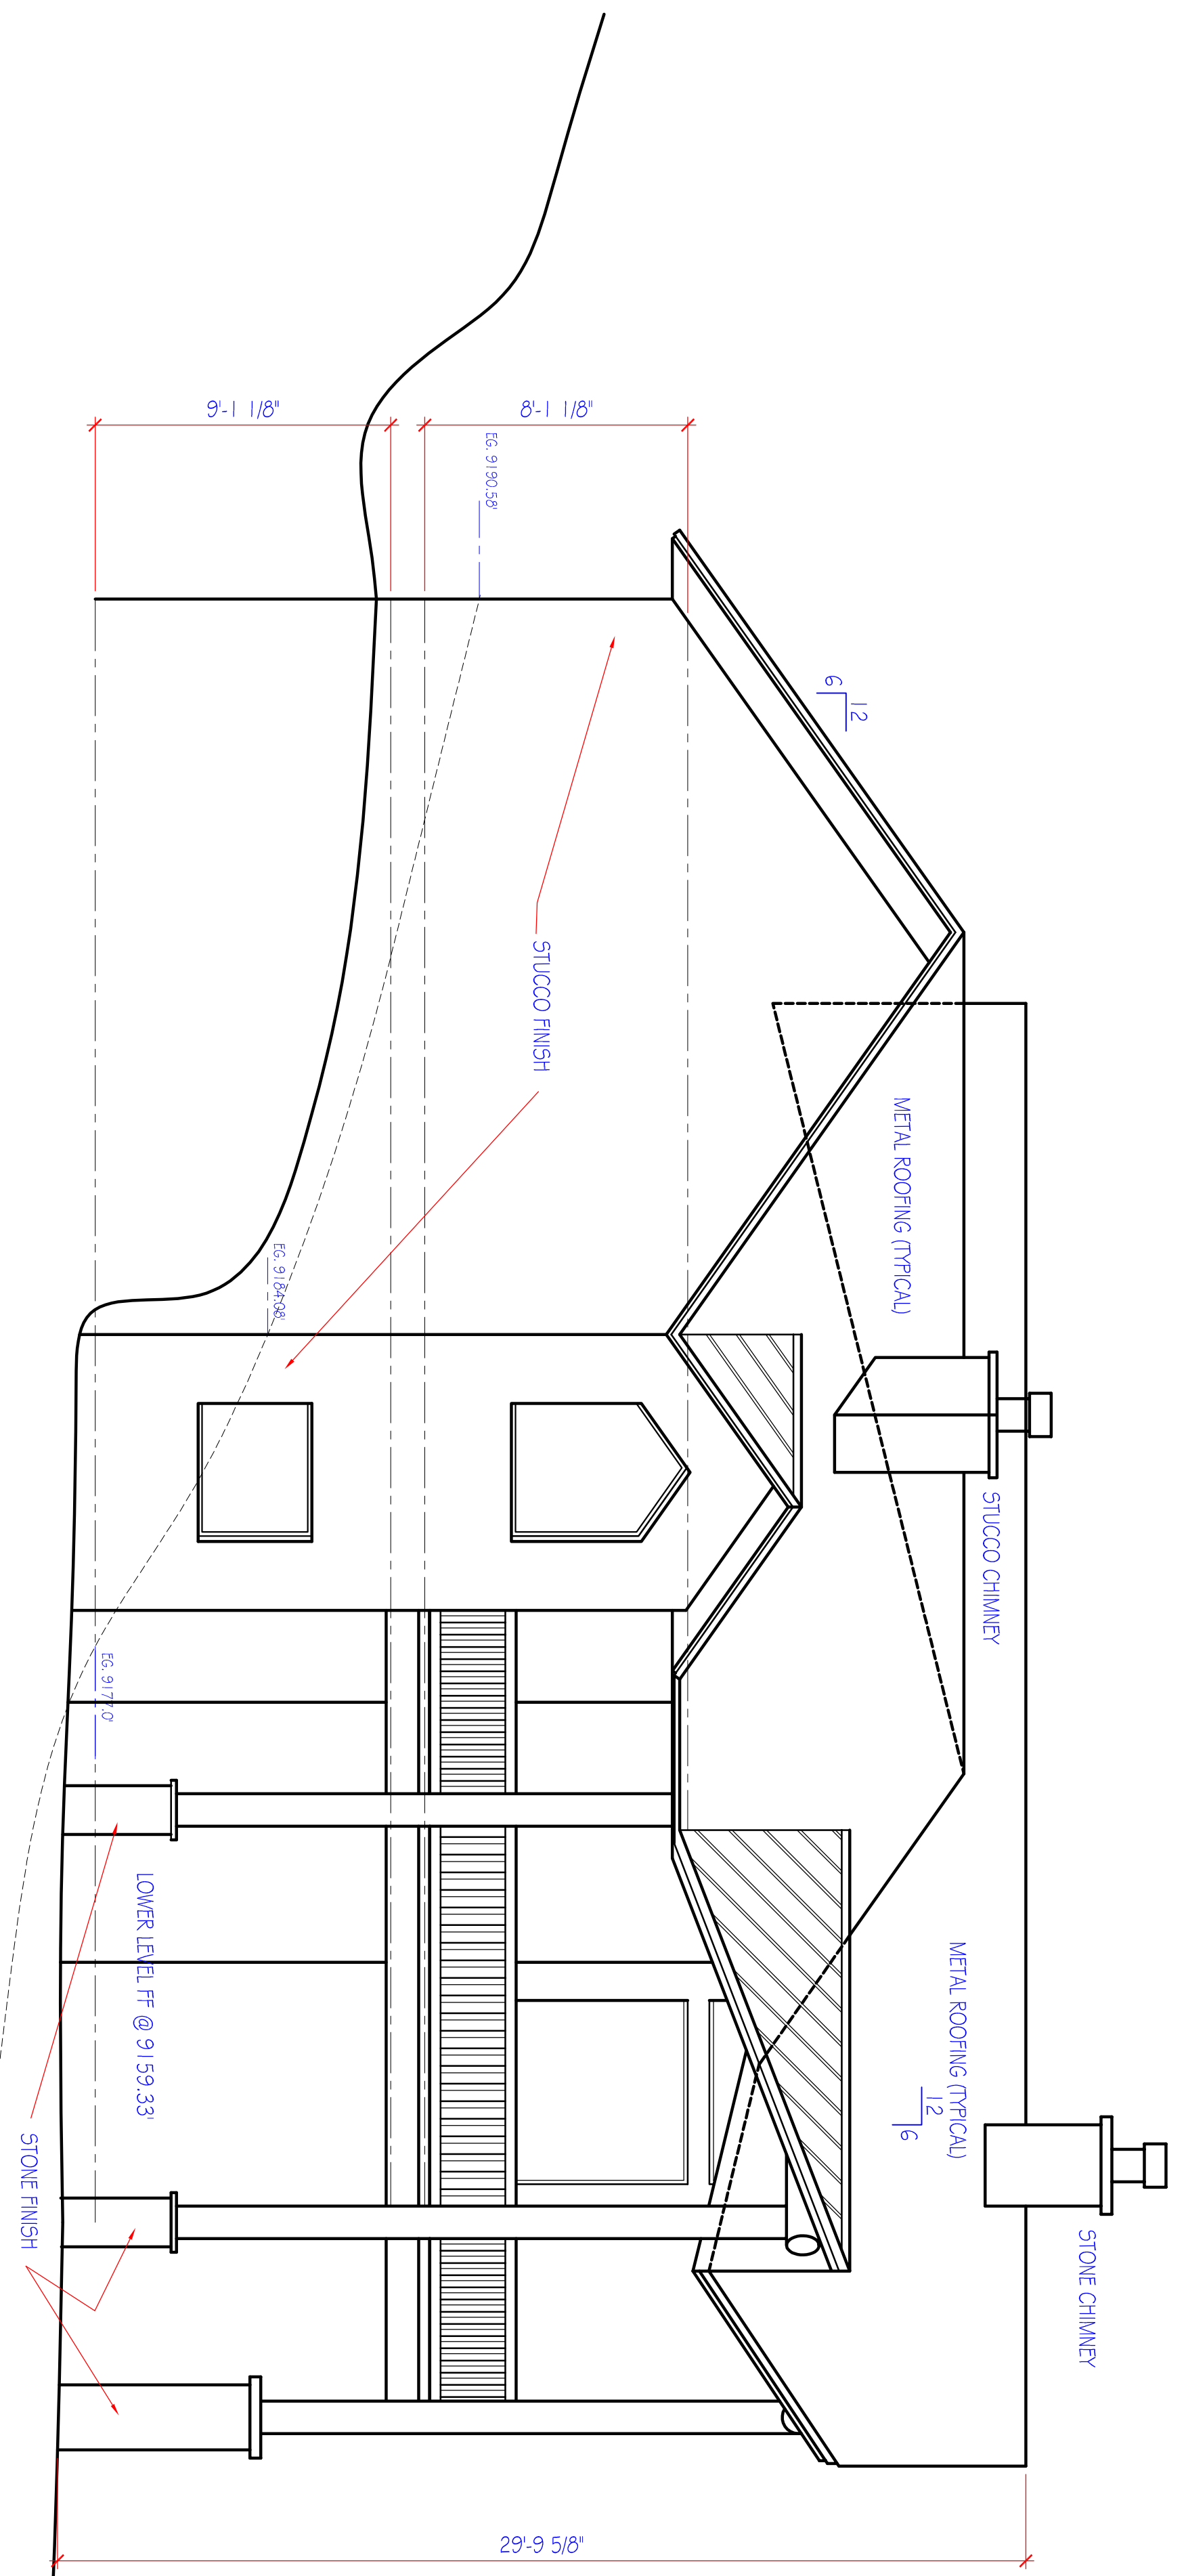 STONE CHIMNEY
STUCCO CHIMNEY
METAL ROOFING (TYPICAL)
12
6
METAL ROOFING (TYPICAL)
12
6
8'-1 1/8"
EG. 9190.58'
STUCCO FINISH
9'-1 1/8"
29'-9 5/8"
EG. 9184.08'
LOWER LEVEL FF @ 9159.33'
EG. 9177.0'
STONE FINISH